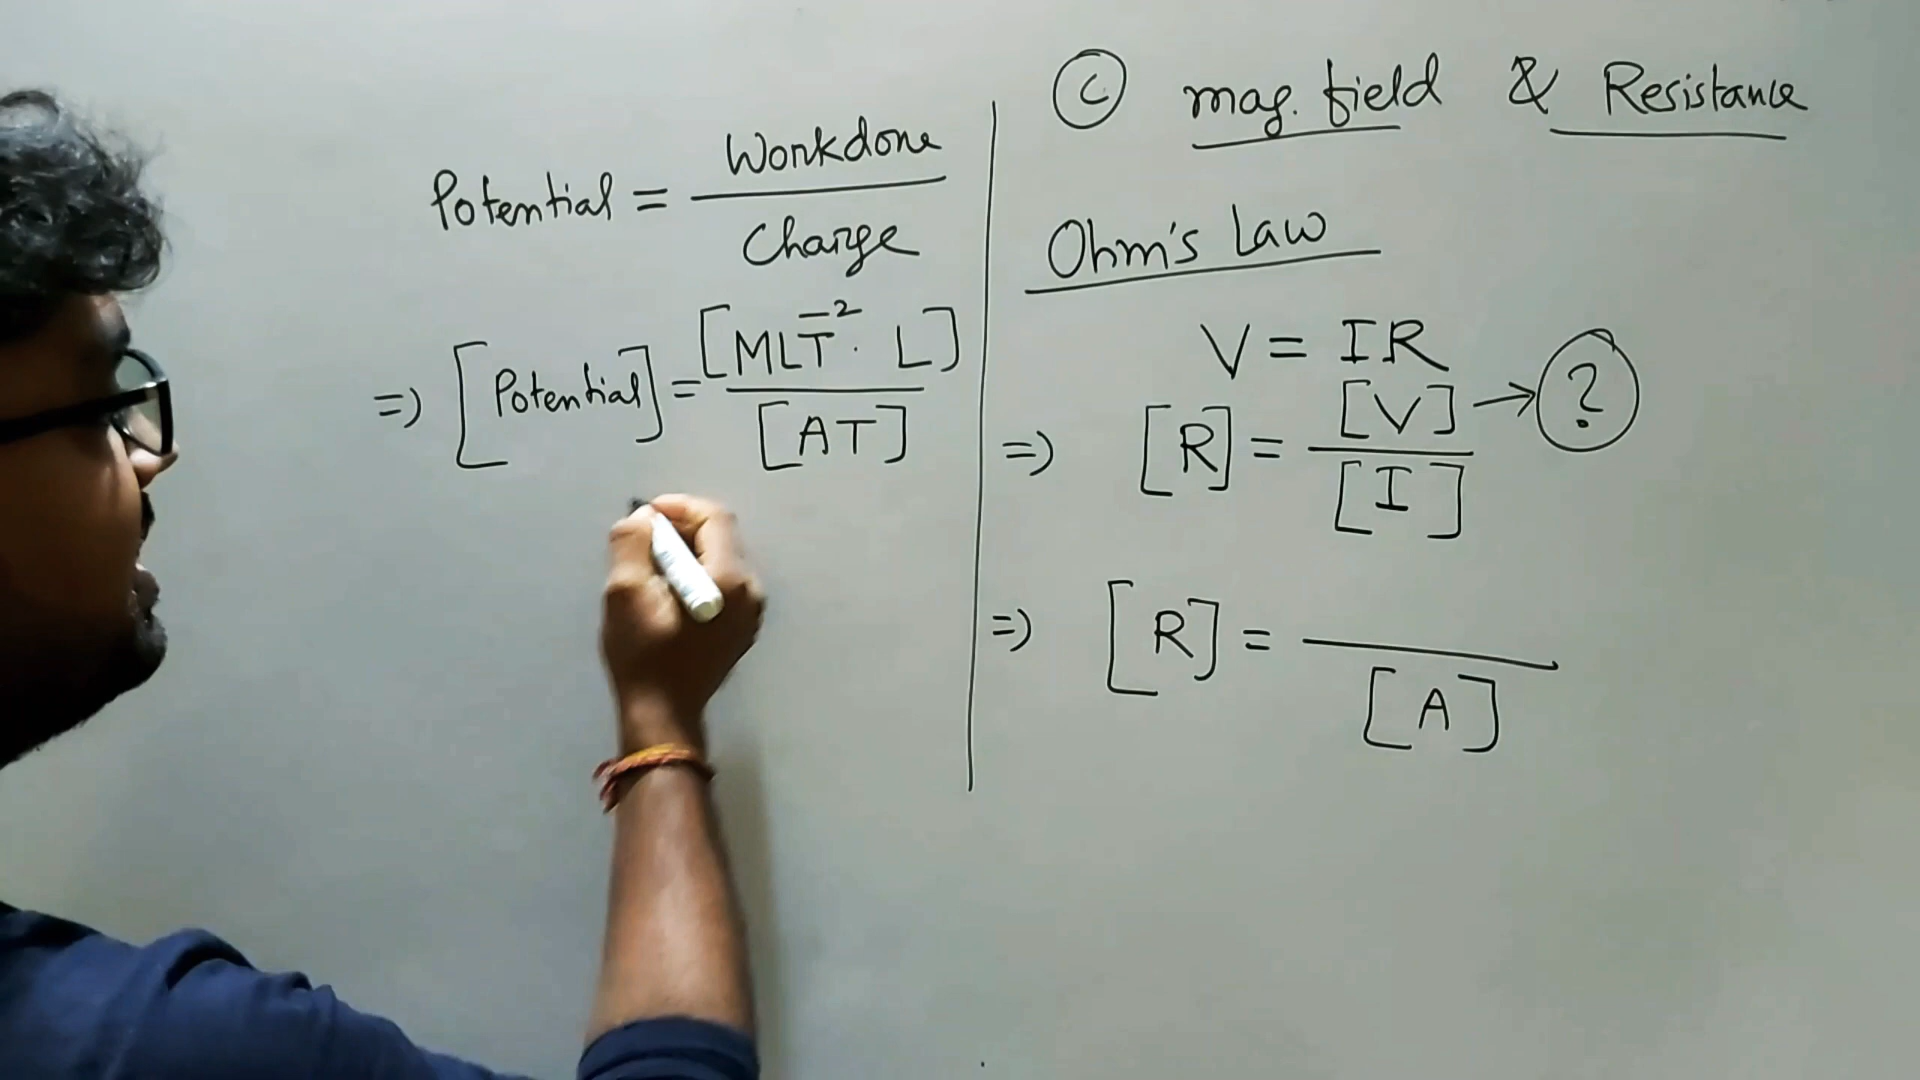 Potential = Workdone / Charge
=> [Potential] = [MLT⁻². L] / [AT]
Ⓒ mag. field & Resistance
Ohm's Law
V = IR
=> [R] = [V] / [I] → ?
=> [R] = / [A]